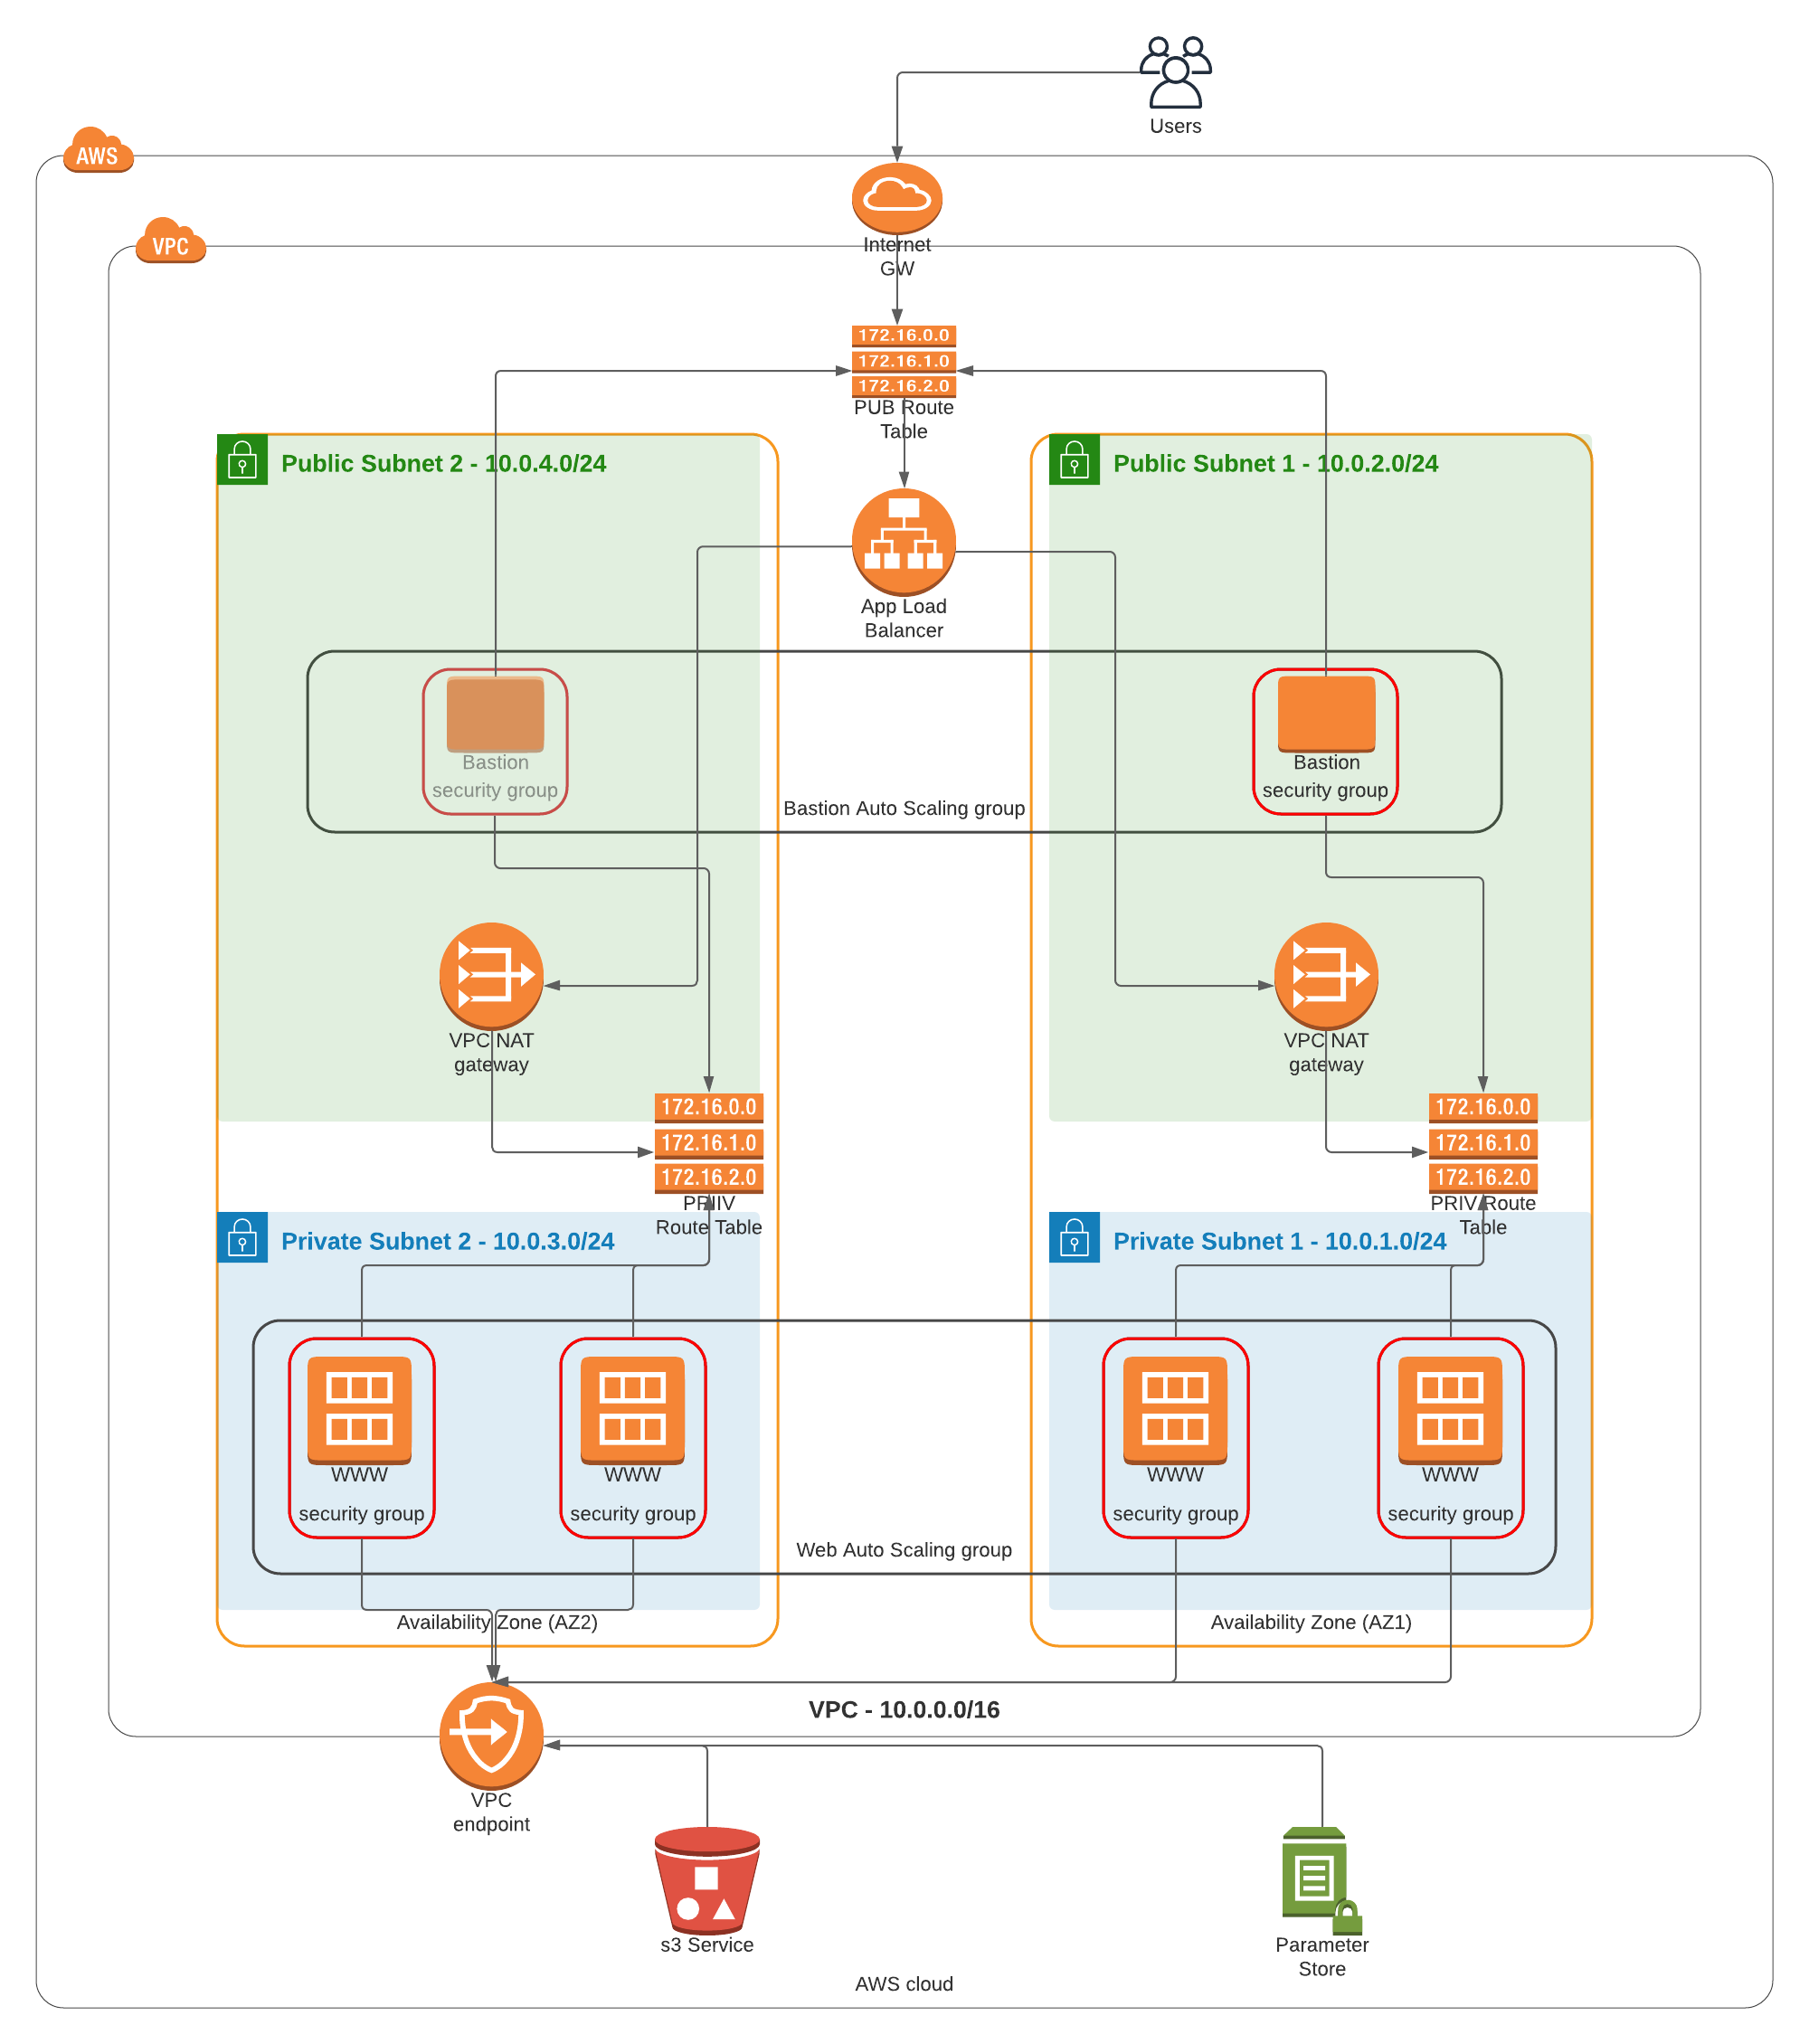 Users
AWS
Internet
GW
VPC
172.16.0.0
172.16.1.0
172.16.2.0
PUB Route
Table
Public Subnet 2 - 10.0.4.0/24
Public Subnet 1 - 10.0.2.0/24
App Load
Balancer
Bastion
security group
Bastion
security group
Bastion Auto Scaling group
VPC NAT
gateway
VPC NAT
gateway
172.16.0.0
172.16.1.0
172.16.2.0
PRIIV
Route Table
172.16.0.0
172.16.1.0
172.16.2.0
PRIV Route
Table
Private Subnet 2 - 10.0.3.0/24
Private Subnet 1 - 10.0.1.0/24
WWW
security group
WWW
security group
WWW
security group
WWW
security group
Web Auto Scaling group
Availability Zone (AZ2)
Availability Zone (AZ1)
VPC - 10.0.0.0/16
VPC
endpoint
s3 Service
Parameter
Store
AWS cloud